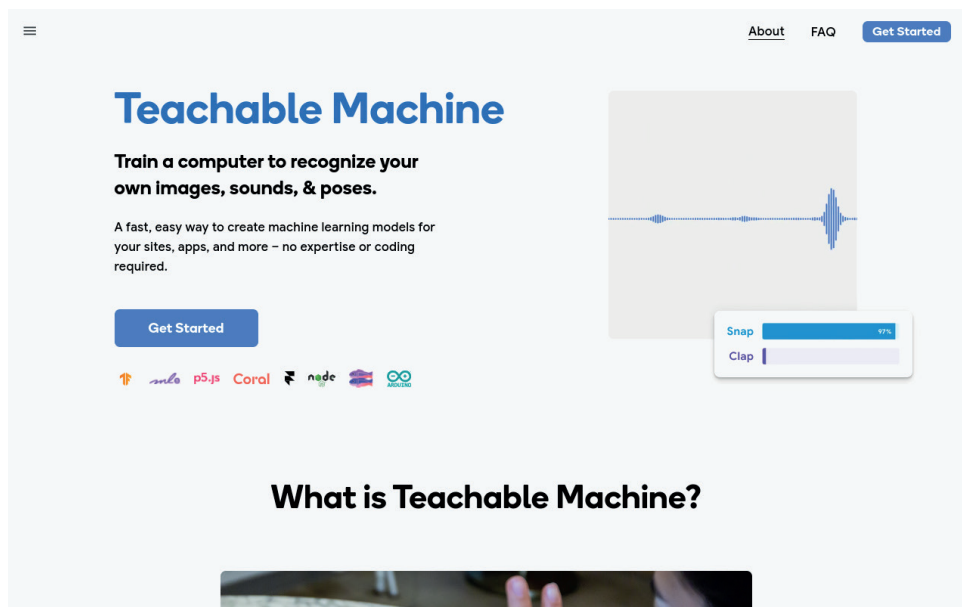 About
FAQ
Get Started
Teachable Machine
Train a computer to recognize your
own images, sounds, & poses.
A fast, easy way to create machine learning models for
your sites, apps, and more – no expertise or coding
required.
Snap
97%
Clap
Get Started
p5.js
Coral
node
ARDUINO
What is Teachable Machine?